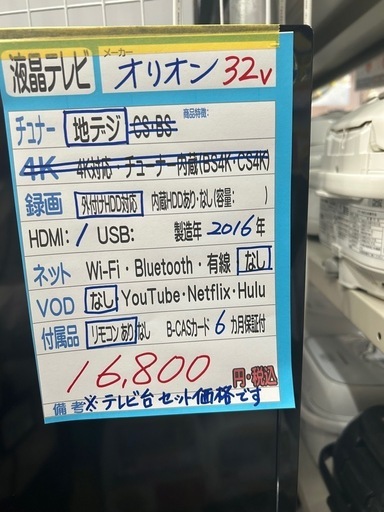 液晶テレビ メーカー オリオン 32v
商品特徴:
チュナー 地デジ CS・BS
4K 4K対応・チューナー内蔵(BS4K・CS4K)
録画 外付けHDD対応 内蔵HDDあり・なし(容量: )
HDMI: 1 USB: 製造年 2016年
ネット Wi-Fi・Bluetooth・有線 なし
VOD なし・YouTube・Netflix・Hulu
付属品 リモコンあり なし B-CASカード 6カ月保証付
16,800 円・税込
備考 ※テレビ台セット価格です